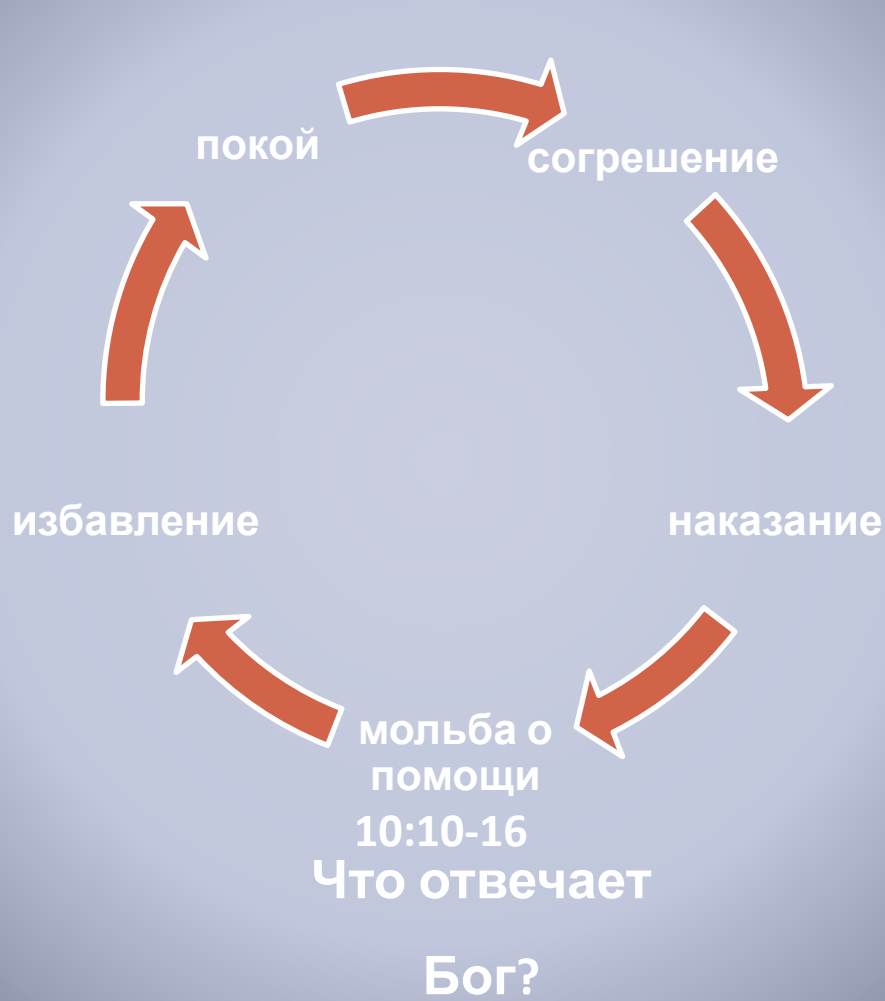 покой
согрешение
избавление
наказание
мольба о
помощи
10:10-16
Что отвечает
Бог?